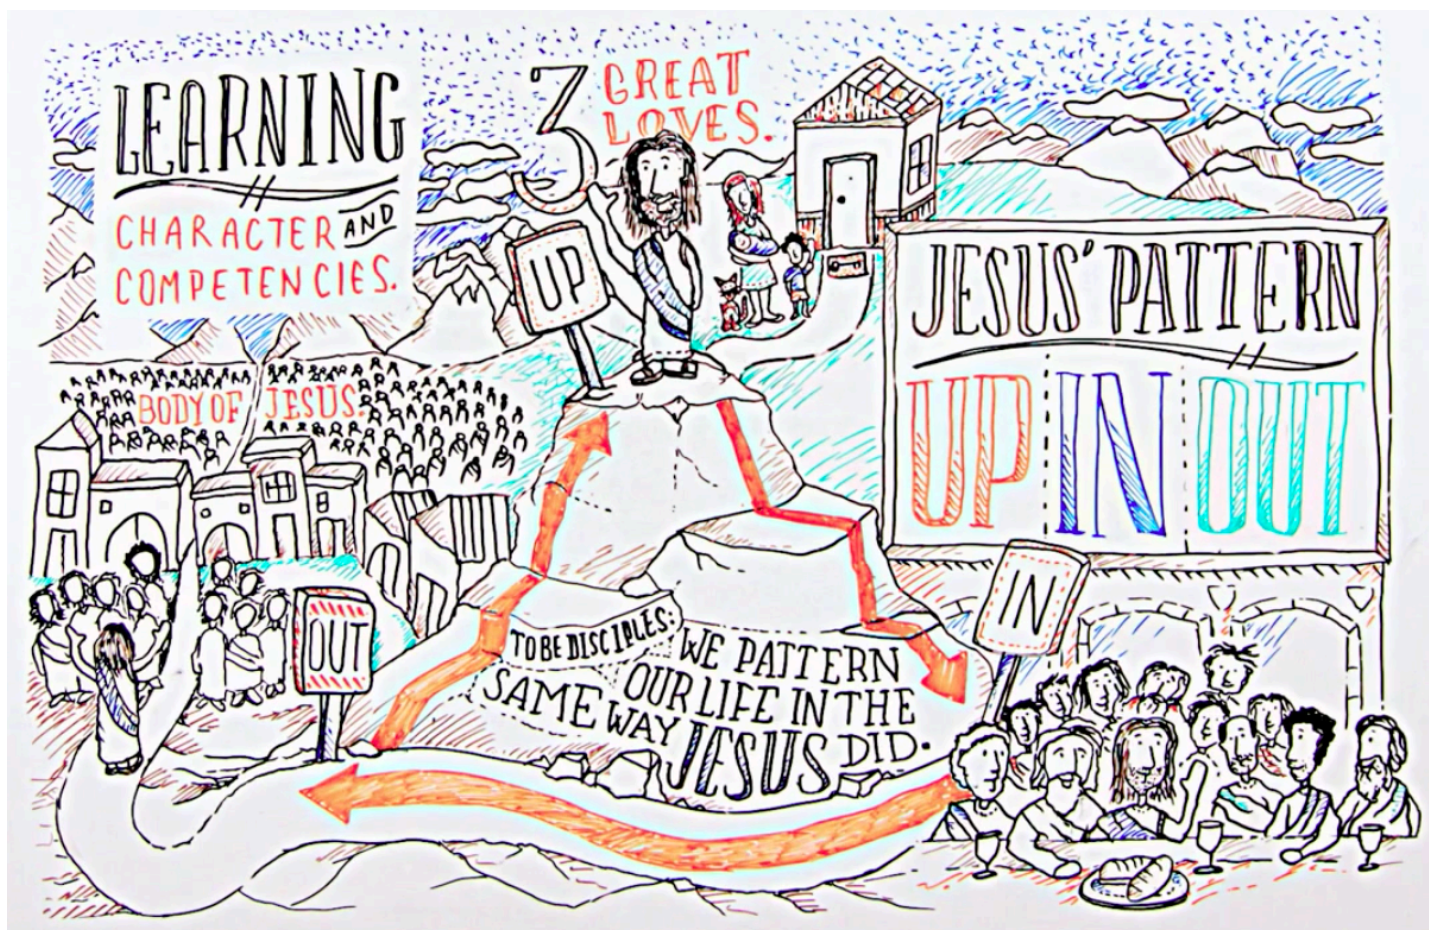 LEARNING
CHARACTER AND
COMPETENCIES.
3 GREAT
LOVES.
UP
JESUS' PATTERN
UP IN OUT
BODY OF JESUS.
OUT
IN
TO BE DISCIPLES:
WE PATTERN
OUR LIFE IN THE
SAME WAY JESUS DID.